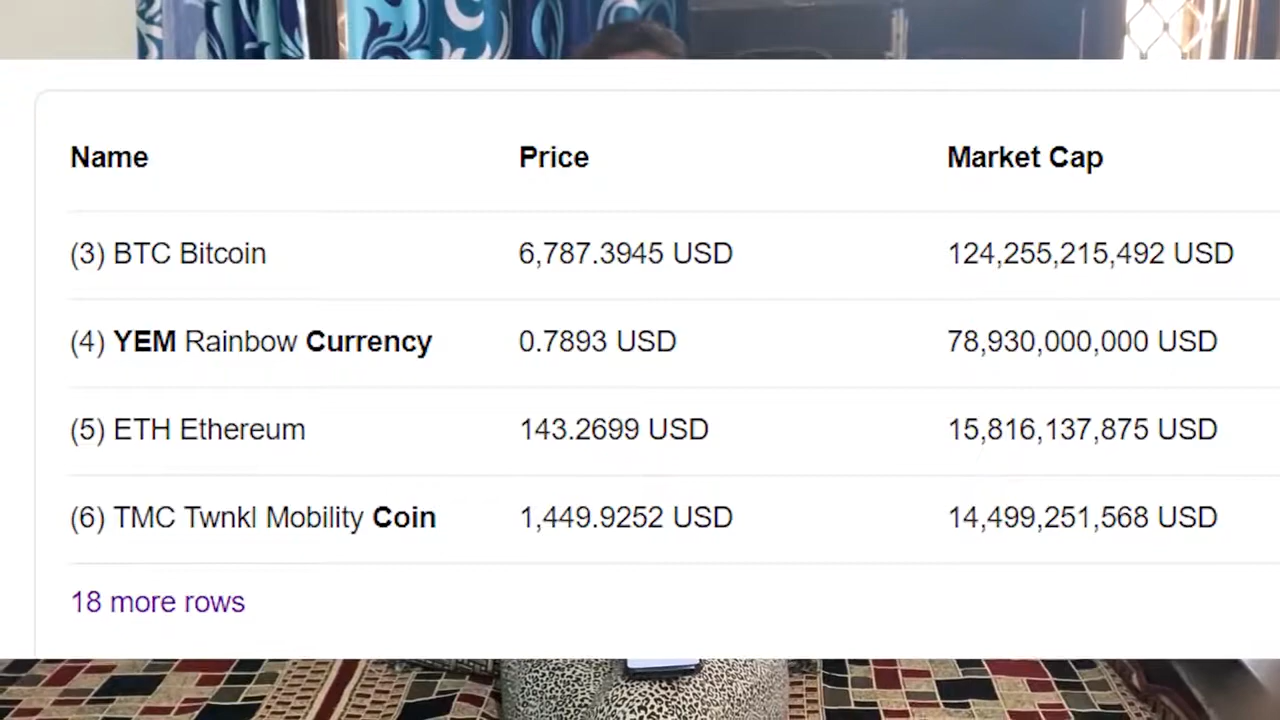 Name Price Market Cap
(3) BTC Bitcoin 6,787.3945 USD 124,255,215,492 USD
(4) YEM Rainbow Currency 0.7893 USD 78,930,000,000 USD
(5) ETH Ethereum 143.2699 USD 15,816,137,875 USD
(6) TMC Twnkl Mobility Coin 1,449.9252 USD 14,499,251,568 USD
18 more rows